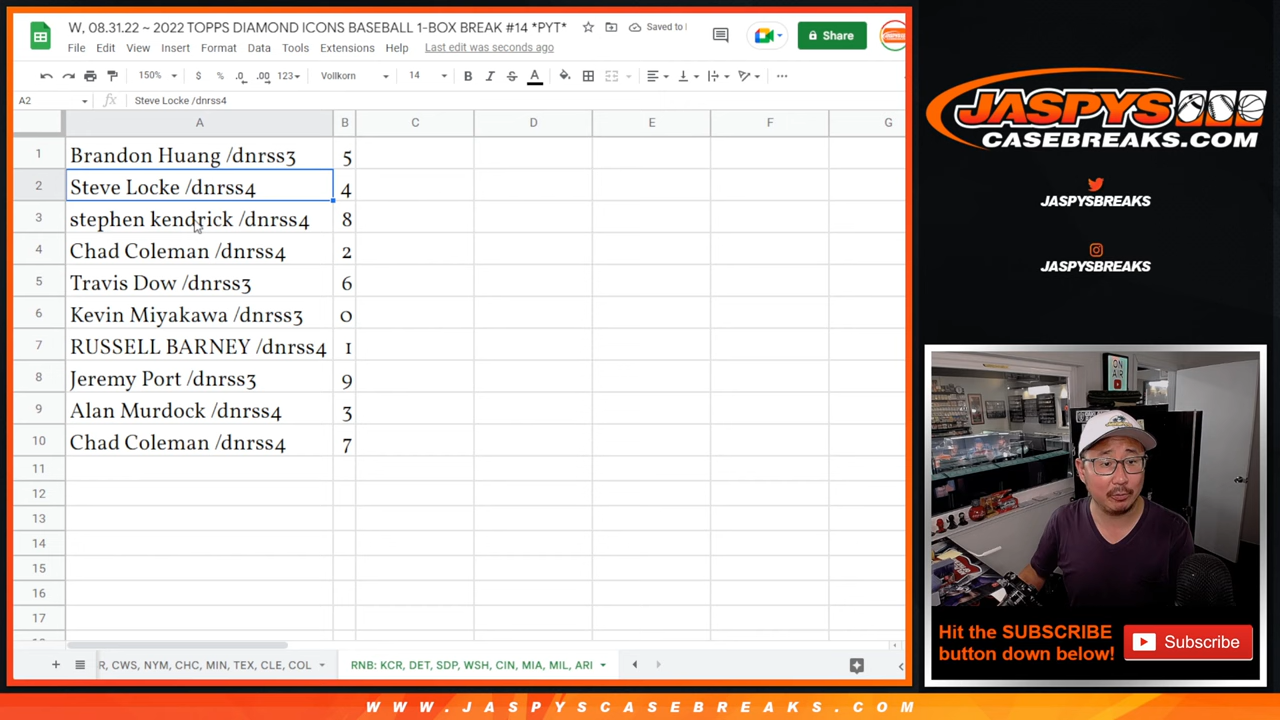 W, 08.31.22 ~ 2022 TOPPS DIAMOND ICONS BASEBALL 1-BOX BREAK #14 *PYT*
Saved to
File Edit View Insert Format Data Tools Extensions Help Last edit was seconds ago
Share
150% $ % .0 .00 123 Vollkorn 14 B I S A
A2 fx Steve Locke /dnrss4
A B C D E F G
1 Brandon Huang /dnrss3 5
2 Steve Locke /dnrss4 4
3 stephen kendrick /dnrss4 8
4 Chad Coleman /dnrss4 2
5 Travis Dow /dnrss3 6
6 Kevin Miyakawa /dnrss3 0
7 RUSSELL BARNEY /dnrss4 1
8 Jeremy Port /dnrss3 9
9 Alan Murdock /dnrss4 3
10 Chad Coleman /dnrss4 7
11
12
13
14
15
16
17
R, CWS, NYM, CHC, MIN, TEX, CLE, COL
RNB: KCR, DET, SDP, WSH, CIN, MIA, MIL, ARI
JASPYS
CASEBREAKS.COM
JASPYSBREAKS
JASPYSBREAKS
ON
AIR
Hit the SUBSCRIBE
button down below!
Subscribe
WWW.JASPYSCASEBREAKS.COM